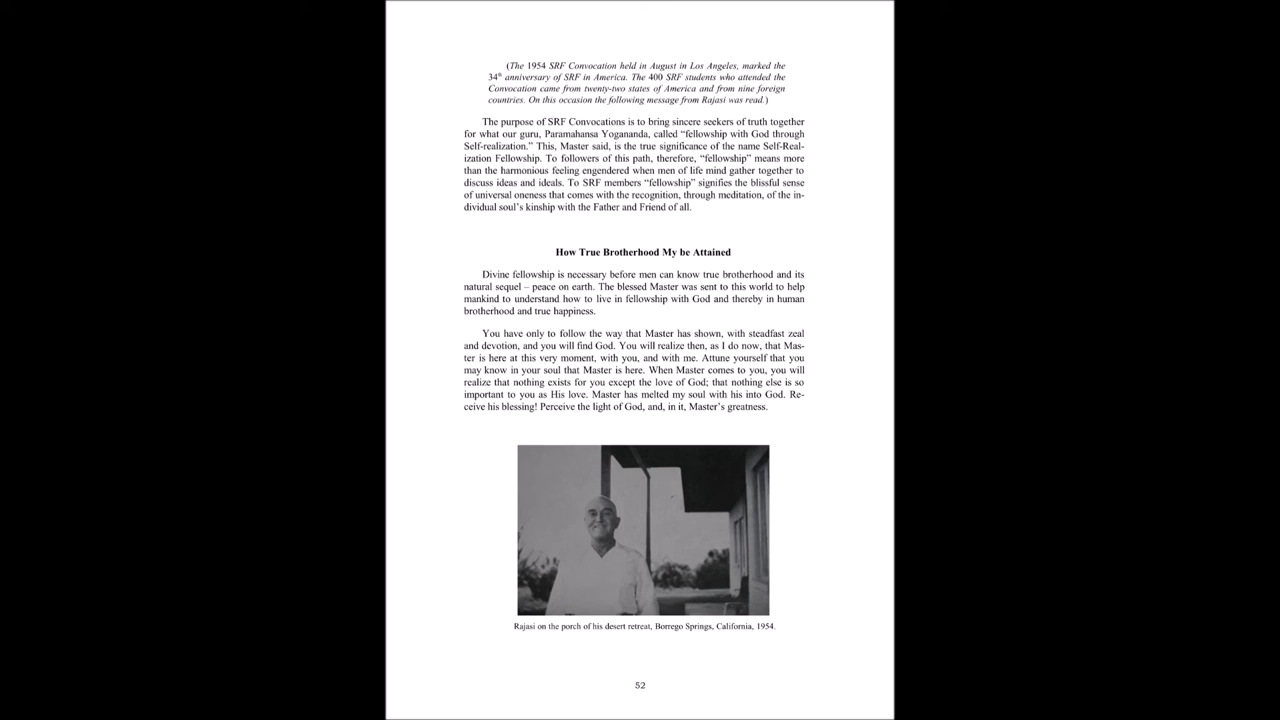 (The 1954 SRF Convocation held in August in Los Angeles, marked the
34th anniversary of SRF in America. The 400 SRF students who attended the
Convocation came from twenty-two states of America and from nine foreign
countries. On this occasion the following message from Rajasi was read.)
The purpose of SRF Convocations is to bring sincere seekers of truth together
for what our guru, Paramahansa Yogananda, called “fellowship with God through
Self-realization.” This, Master said, is the true significance of the name Self-Real-
ization Fellowship. To followers of this path, therefore, “fellowship” means more
than the harmonious feeling engendered when men of life mind gather together to
discuss ideas and ideals. To SRF members “fellowship” signifies the blissful sense
of universal oneness that comes with the recognition, through meditation, of the in-
dividual soul’s kinship with the Father and Friend of all.
How True Brotherhood My be Attained
Divine fellowship is necessary before men can know true brotherhood and its
natural sequel – peace on earth. The blessed Master was sent to this world to help
mankind to understand how to live in fellowship with God and thereby in human
brotherhood and true happiness.
You have only to follow the way that Master has shown, with steadfast zeal
and devotion, and you will find God. You will realize then, as I do now, that Mas-
ter is here at this very moment, with you, and with me. Attune yourself that you
may know in your soul that Master is here. When Master comes to you, you will
realize that nothing exists for you except the love of God; that nothing else is so
important to you as His love. Master has melted my soul with his into God. Re-
ceive his blessing! Perceive the light of God, and, in it, Master’s greatness.
Rajasi on the porch of his desert retreat, Borrego Springs, California, 1954.
52